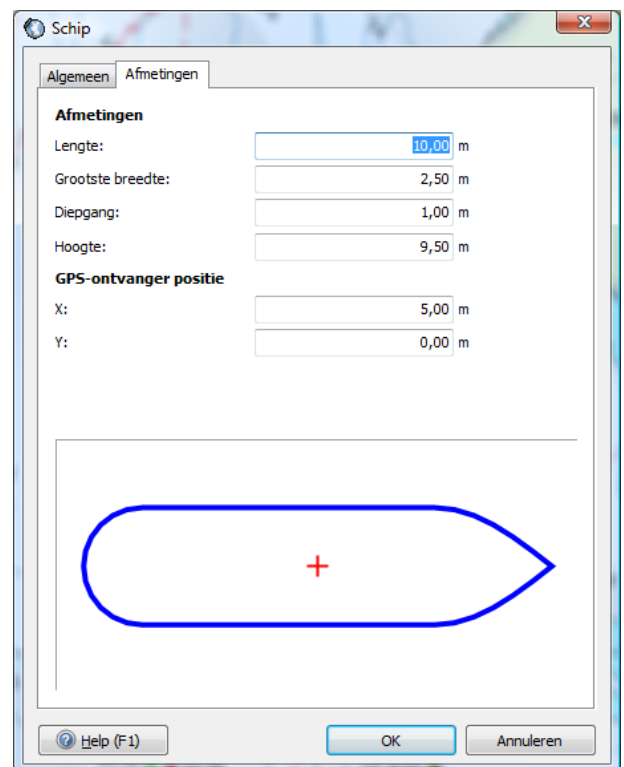 Schip
Algemeen Afmetingen
Afmetingen
Lengte: 10,00 m
Grootste breedte: 2,50 m
Diepgang: 1,00 m
Hoogte: 9,50 m
GPS-ontvanger positie
X: 5,00 m
Y: 0,00 m
Help (F1) OK Annuleren